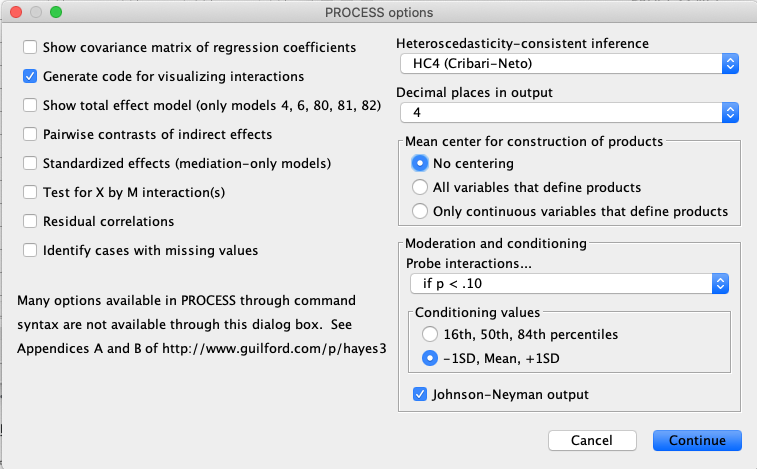 PROCESS options
Show covariance matrix of regression coefficients
Generate code for visualizing interactions
Show total effect model (only models 4, 6, 80, 81, 82)
Pairwise contrasts of indirect effects
Standardized effects (mediation-only models)
Test for X by M interaction(s)
Residual correlations
Identify cases with missing values
Many options available in PROCESS through command
syntax are not available through this dialog box.  See
Appendices A and B of http://www.guilford.com/p/hayes3
Heteroscedasticity-consistent inference
HC4 (Cribari-Neto)
Decimal places in output
4
Mean center for construction of products
No centering
All variables that define products
Only continuous variables that define products
Moderation and conditioning
Probe interactions...
if p < .10
Conditioning values
16th, 50th, 84th percentiles
-1SD, Mean, +1SD
Johnson-Neyman output
Cancel
Continue